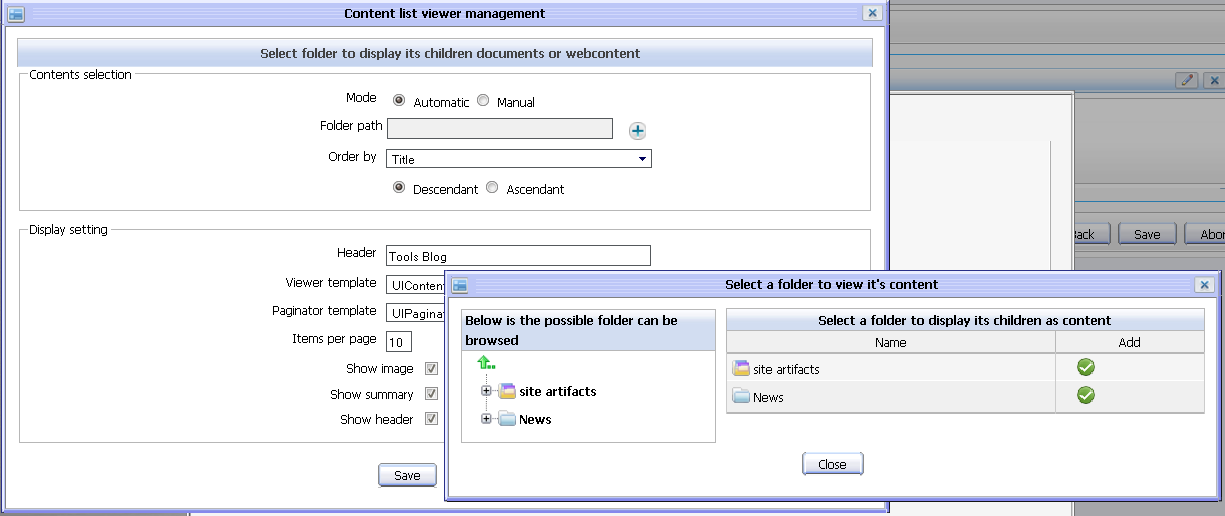 Content list viewer management
Select folder to display its children documents or webcontent
Contents selection
Mode Automatic Manual
Folder path
Order by Title
Descendant Ascendant
Display setting
Header Tools Blog
Viewer template UIConten
Paginator template UIPagina
Items per page 10
Show image
Show summary
Show header
Save
Back Save Abor
Select a folder to view it's content
Below is the possible folder can be
browsed
site artifacts
News
Select a folder to display its children as content
Name Add
site artifacts
News
Close